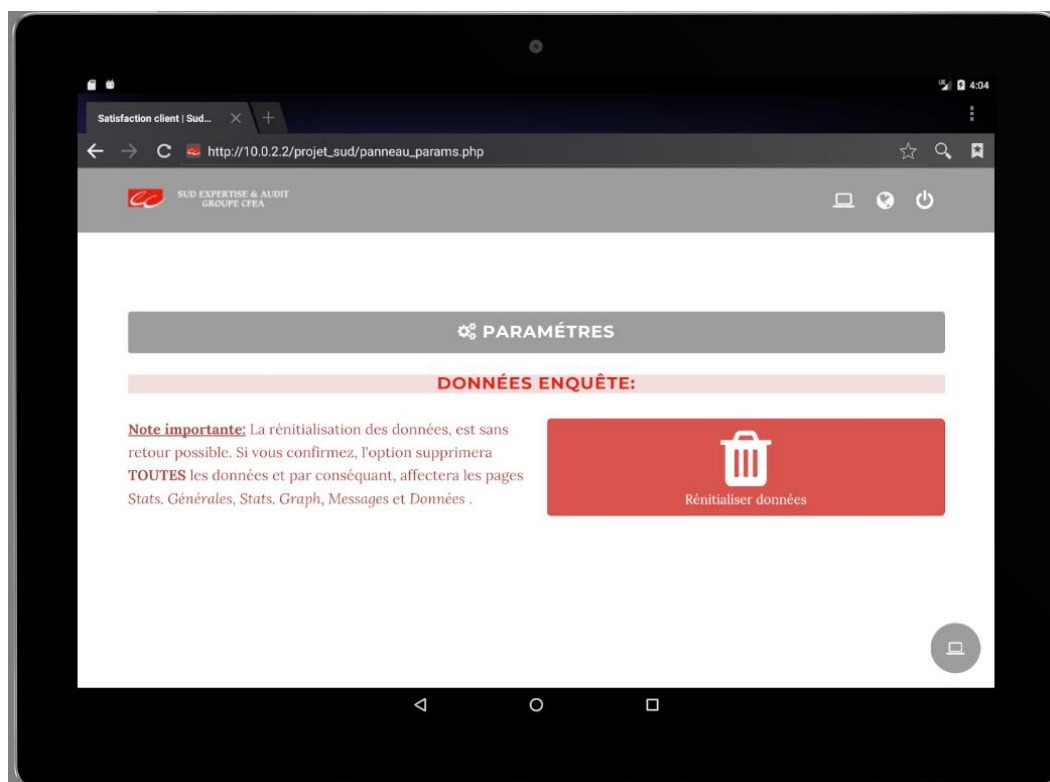 4:04
Satisfaction client | Sud...
http://10.0.2.2/projet_sud/panneau_params.php
SUD EXPERTISE & AUDIT
GROUPE CFEA
PARAMÉTRES
DONNÉES ENQUÊTE:
Note importante: La rénitialisation des données, est sans
retour possible. Si vous confirmez, l'option supprimera
TOUTES les données et par conséquant, affectera les pages
Stats. Générales, Stats. Graph, Messages et Données .
Rénitialiser données